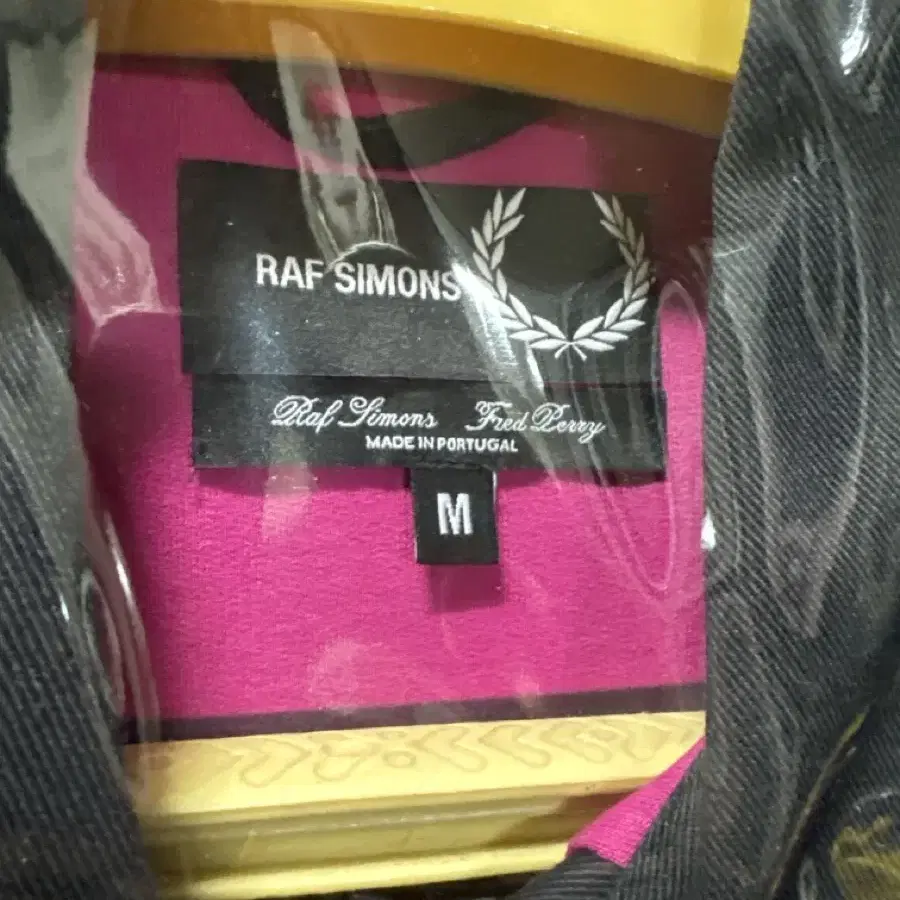 RAF SIMONS
Raf Simons Fred Perry
MADE IN PORTUGAL
M